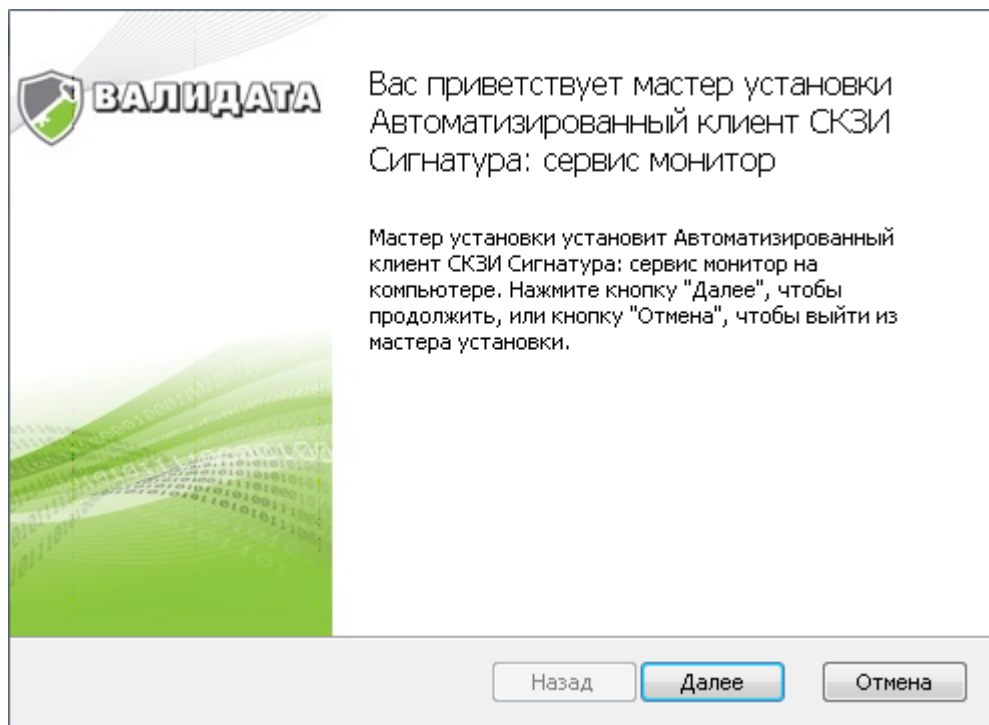 ВАЛИДАТА
Вас приветствует мастер установки
Автоматизированный клиент СКЗИ
Сигнатура: сервис монитор
Мастер установки установит Автоматизированный
клиент СКЗИ Сигнатура: сервис монитор на
компьютере. Нажмите кнопку "Далее", чтобы
продолжить, или кнопку "Отмена", чтобы выйти из
мастера установки.
Назад
Далее
Отмена